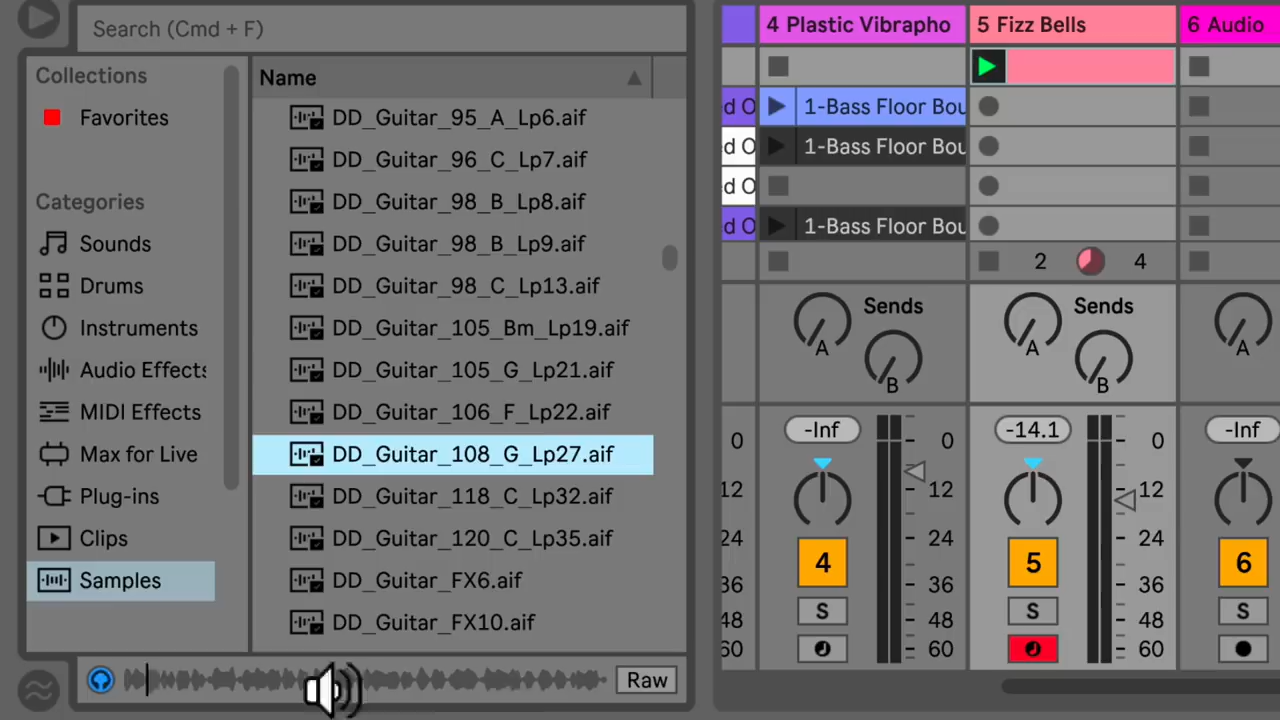 Search (Cmd + F)
Collections
Favorites
Categories
Sounds
Drums
Instruments
Audio Effects
MIDI Effects
Max for Live
Plug-ins
Clips
Samples
Name
DD_Guitar_95_A_Lp6.aif
DD_Guitar_96_C_Lp7.aif
DD_Guitar_98_B_Lp8.aif
DD_Guitar_98_B_Lp9.aif
DD_Guitar_98_C_Lp13.aif
DD_Guitar_105_Bm_Lp19.aif
DD_Guitar_105_G_Lp21.aif
DD_Guitar_106_F_Lp22.aif
DD_Guitar_108_G_Lp27.aif
DD_Guitar_118_C_Lp32.aif
DD_Guitar_120_C_Lp35.aif
DD_Guitar_FX6.aif
DD_Guitar_FX10.aif
Raw
4 Plastic Vibrapho 5 Fizz Bells 6 Audio
d O 1-Bass Floor Bou
d O 1-Bass Floor Bou
d O
d O 1-Bass Floor Bou
2 4
Sends Sends
A A A
B B
-Inf -14.1 -Inf
0 0 0
12 12 12
24 24 24
4 5 6
36 36 36
S S S
48 48 48
60 60 60